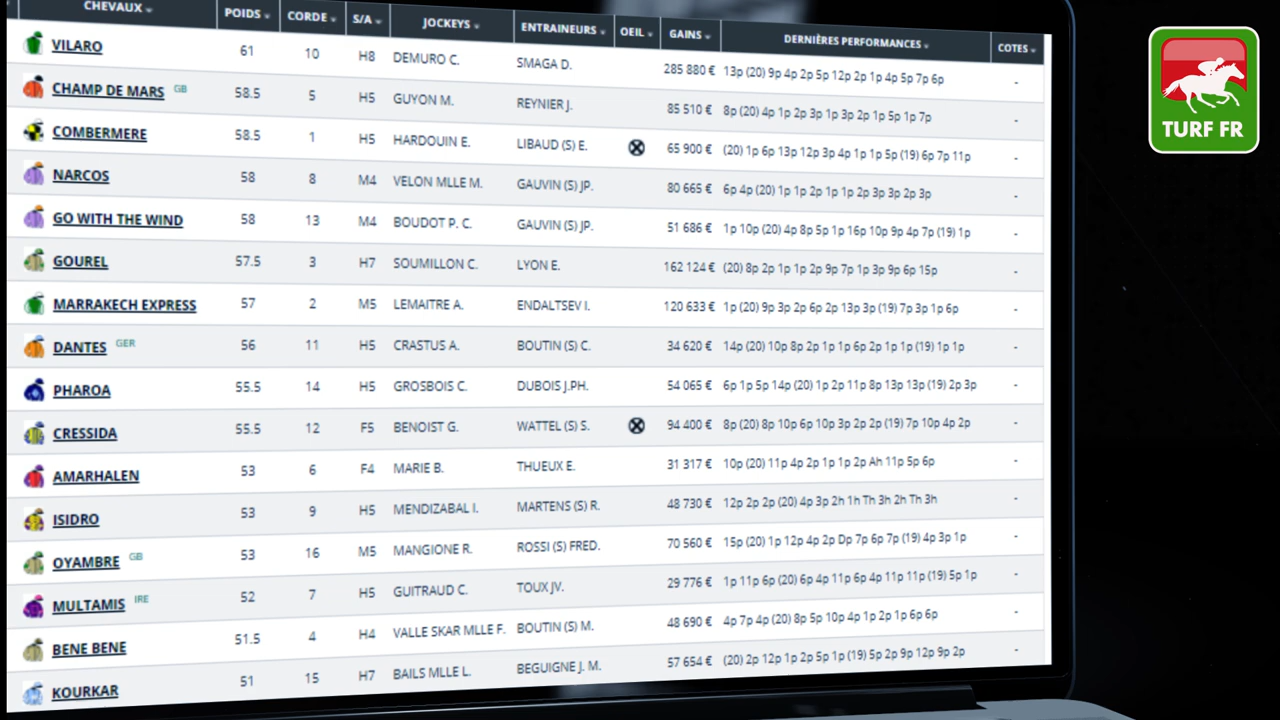 CHEVAUX POIDS CORDE S/A JOCKEYS ENTRAINEURS OEIL GAINS DERNIÈRES PERFORMANCES COTES
VILARO 61 10 H8 DEMURO C. SMAGA D. 285 880 € 13p (20) 9p 4p 2p 5p 12p 2p 1p 4p 5p 7p 6p -
CHAMP DE MARS GB 58.5 5 H5 GUYON M. REYNIER J. 85 510 € 8p (20) 4p 1p 2p 3p 1p 3p 2p 1p 5p 1p 7p -
COMBERMERE 58.5 1 H5 HARDOUIN E. LIBAUD (S) E. 65 900 € (20) 1p 6p 13p 12p 3p 4p 1p 1p 5p (19) 6p 7p 11p -
NARCOS 58 8 M4 VELON MLLE M. GAUVIN (S) JP. 80 665 € 6p 4p (20) 1p 1p 2p 1p 1p 2p 3p 3p 2p 3p -
GO WITH THE WIND 58 13 M4 BOUDOT P. C. GAUVIN (S) JP. 51 686 € 1p 10p (20) 4p 8p 5p 1p 16p 10p 9p 4p 7p (19) 1p -
GOUREL 57.5 3 H7 SOUMILLON C. LYON E. 162 124 € (20) 8p 2p 1p 1p 2p 9p 7p 1p 3p 9p 6p 15p -
MARRAKECH EXPRESS 57 2 M5 LEMAITRE A. ENDALTSEV I. 120 633 € 1p (20) 9p 3p 2p 6p 2p 13p 3p (19) 7p 3p 1p 6p -
DANTES GER 56 11 H5 CRASTUS A. BOUTIN (S) C. 34 620 € 14p (20) 10p 8p 2p 1p 1p 6p 2p 1p 1p (19) 1p 1p -
PHAROA 55.5 14 H5 GROSBOIS C. DUBOIS J.PH. 54 065 € 6p 1p 5p 14p (20) 1p 2p 11p 8p 13p 13p (19) 2p 3p -
CRESSIDA 55.5 12 F5 BENOIST G. WATTEL (S) S. 94 400 € 8p (20) 8p 10p 6p 10p 3p 2p 2p (19) 7p 10p 4p 2p -
AMARHALEN 53 6 F4 MARIE B. THUEUX E. 31 317 € 10p (20) 11p 4p 2p 1p 1p 2p Ah 11p 5p 6p -
ISIDRO 53 9 H5 MENDIZABAL I. MARTENS (S) R. 48 730 € 12p 2p 2p (20) 4p 3p 2h 1h Th 3h 2h Th 3h -
OYAMBRE GB 53 16 M5 MANGIONE R. ROSSI (S) FRED. 70 560 € 15p (20) 1p 12p 4p 2p Dp 7p 6p 7p (19) 4p 3p 1p -
MULTAMIS IRE 52 7 H5 GUITRAUD C. TOUX JV. 29 776 € 1p 11p 6p (20) 6p 4p 11p 6p 4p 11p 11p (19) 5p 1p -
BENE BENE 51.5 4 H4 VALLE SKAR MLLE F. BOUTIN (S) M. 48 690 € 4p 7p 4p (20) 8p 5p 10p 4p 1p 2p 1p 6p 6p -
KOURKAR 51 15 H7 BAILS MLLE L. BEGUIGNE J. M. 57 654 € (20) 2p 12p 1p 2p 5p 1p (19) 5p 2p 9p 12p 9p 2p -
TURF FR